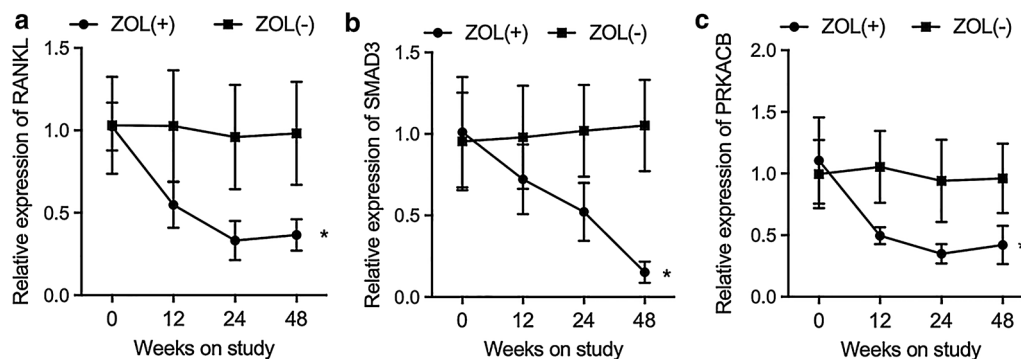 a
ZOL(+) ZOL(-)
Relative expression of RANKL
1.5
1.0
0.5
0.0
*
0 12 24 48
Weeks on study
b
ZOL(+) ZOL(-)
Relative expression of SMAD3
1.5
1.0
0.5
0.0
*
0 12 24 48
Weeks on study
c
ZOL(+) ZOL(-)
Relative expression of PRKACB
2.0
1.5
1.0
0.5
0.0
*
0 12 24 48
Weeks on study